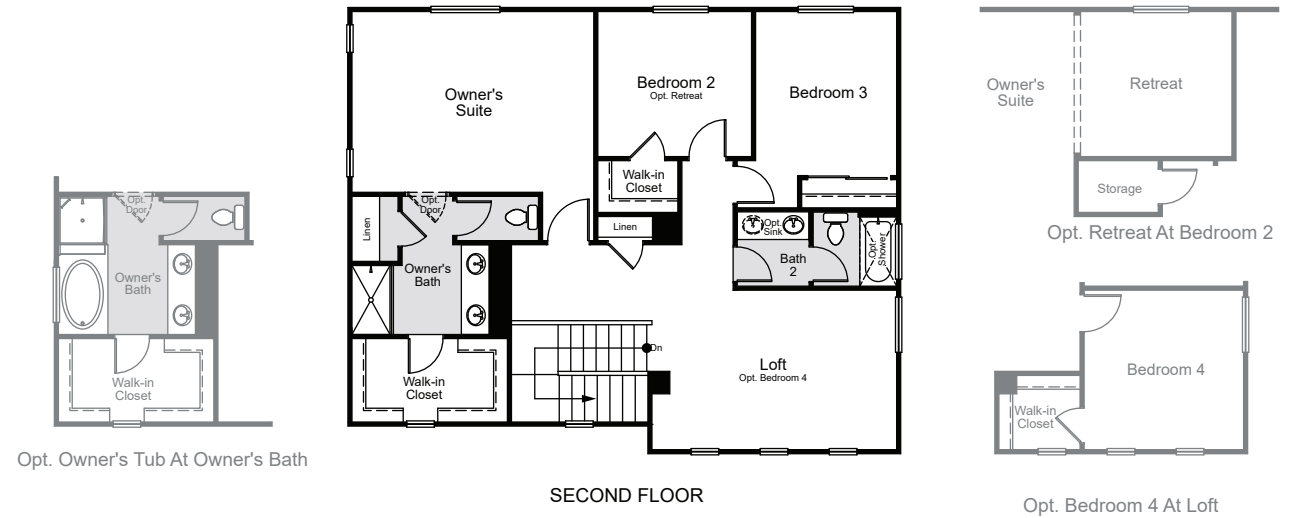 Opt.
Door
Owner's
Bath
Walk-in
Closet
Opt. Owner's Tub At Owner's Bath
Owner's
Suite
Bedroom 2
Opt. Retreat
Bedroom 3
Walk-in
Closet
Linen
Linen
Opt.
Door
Owner's
Bath
Opt.
Sink
Bath
2
Opt.
Shower
Walk-in
Closet
Dn
Loft
Opt. Bedroom 4
SECOND FLOOR
Owner's
Suite
Retreat
Storage
Opt. Retreat At Bedroom 2
Bedroom 4
Walk-in
Closet
Opt. Bedroom 4 At Loft